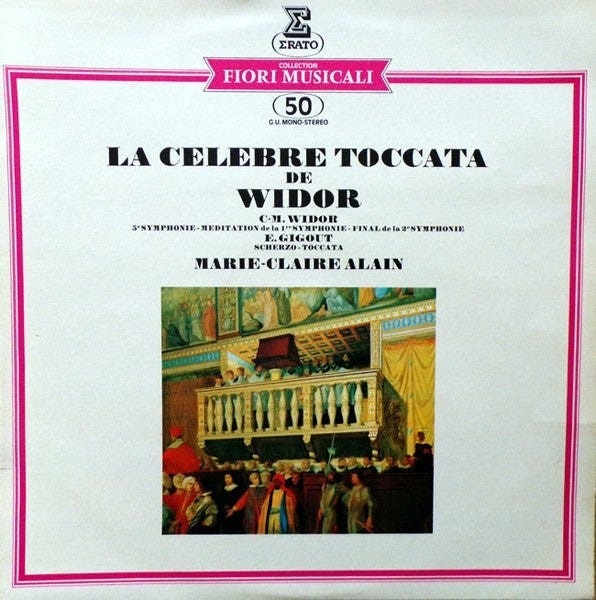 ERATO
COLLECTION
FIORI MUSICALI
50
G.U. MONO-STEREO
LA CELEBRE TOCCATA
DE
WIDOR
C-M. WIDOR
5e SYMPHONIE - MEDITATION de la 1re SYMPHONIE - FINAL de la 2e SYMPHONIE
E. GIGOUT
SCHERZO - TOCCATA
MARIE-CLAIRE ALAIN